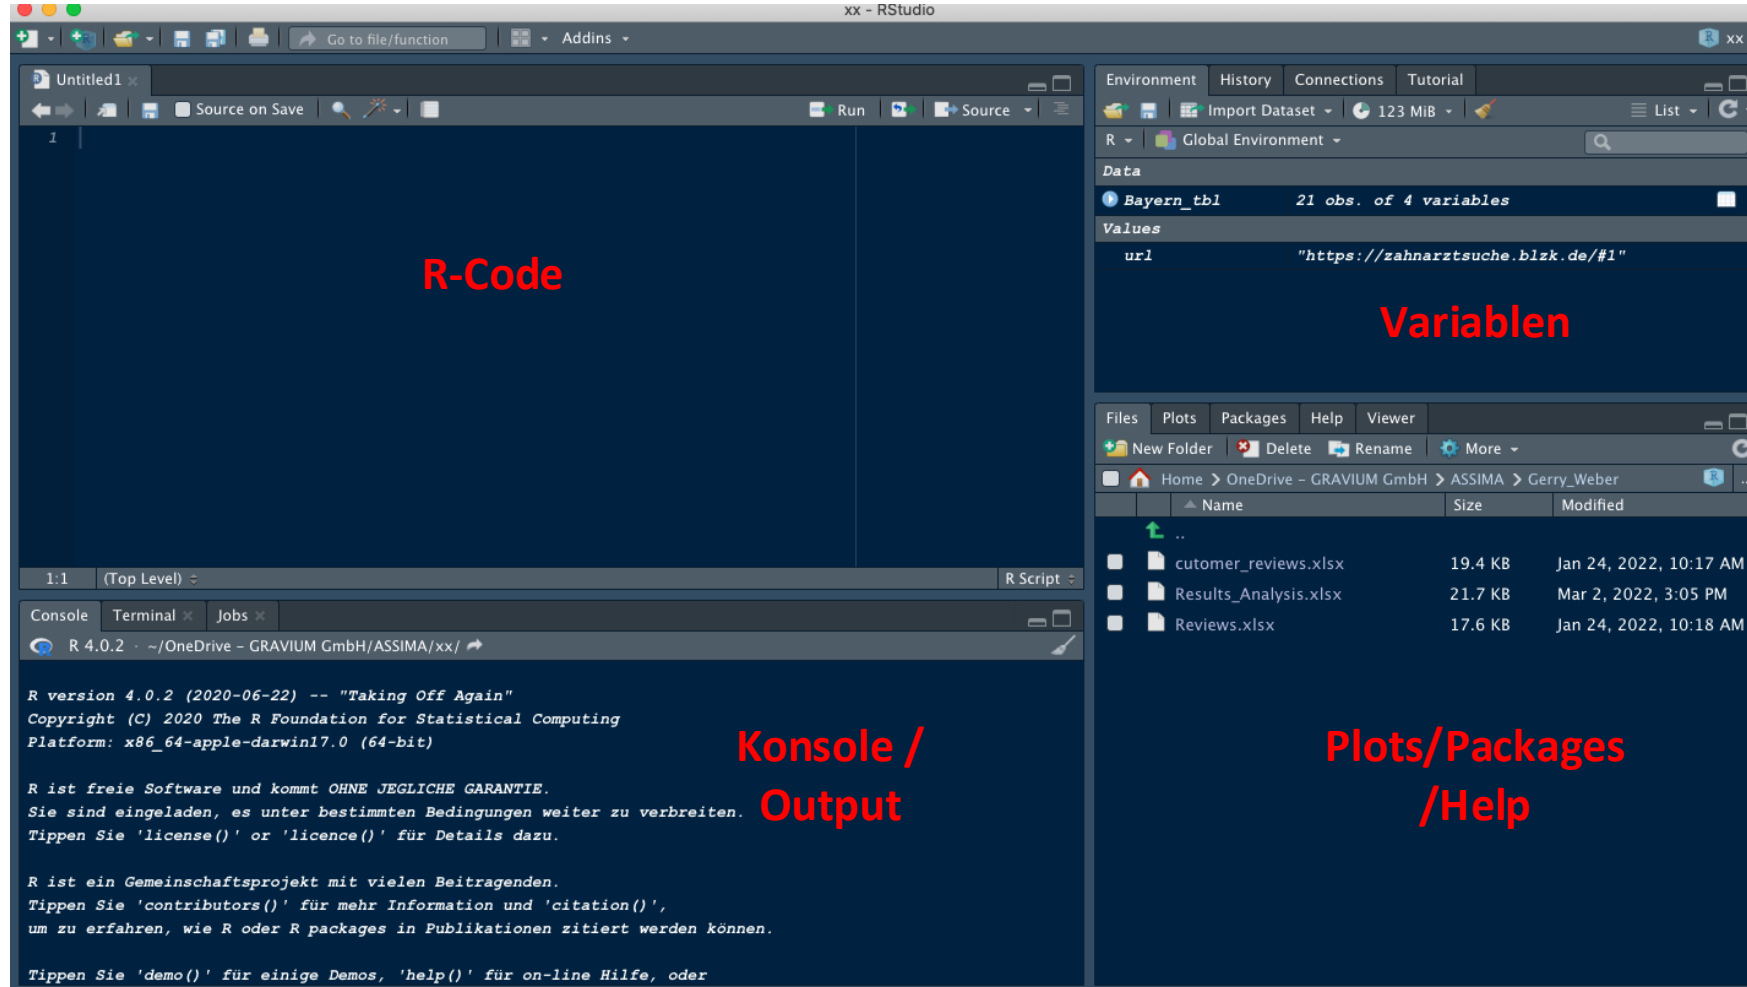 xx - RStudio
Go to file/function
Addins
xx
Untitled1
Source on Save
Run
Source
1
R-Code
1:1 (Top Level)
R Script
Console Terminal Jobs
R 4.0.2 · ~/OneDrive - GRAVIUM GmbH/ASSIMA/xx/
R version 4.0.2 (2020-06-22) -- "Taking Off Again"
Copyright (C) 2020 The R Foundation for Statistical Computing
Platform: x86_64-apple-darwin17.0 (64-bit)
R ist freie Software und kommt OHNE JEGLICHE GARANTIE.
Sie sind eingeladen, es unter bestimmten Bedingungen weiter zu verbreiten.
Tippen Sie 'license()' or 'licence()' für Details dazu.
R ist ein Gemeinschaftsprojekt mit vielen Beitragenden.
Tippen Sie 'contributors()' für mehr Information und 'citation()',
um zu erfahren, wie R oder R packages in Publikationen zitiert werden können.
Tippen Sie 'demo()' für einige Demos, 'help()' für on-line Hilfe, oder
Konsole /
Output
Environment History Connections Tutorial
Import Dataset 123 MiB List
R Global Environment
Data
Bayern_tbl 21 obs. of 4 variables
Values
url "https://zahnarztsuche.blzk.de/#1"
Variablen
Files Plots Packages Help Viewer
New Folder Delete Rename More
Home OneDrive - GRAVIUM GmbH ASSIMA Gerry_Weber
Name Size Modified
..
cutomer_reviews.xlsx 19.4 KB Jan 24, 2022, 10:17 AM
Results_Analysis.xlsx 21.7 KB Mar 2, 2022, 3:05 PM
Reviews.xlsx 17.6 KB Jan 24, 2022, 10:18 AM
Plots/Packages
/Help